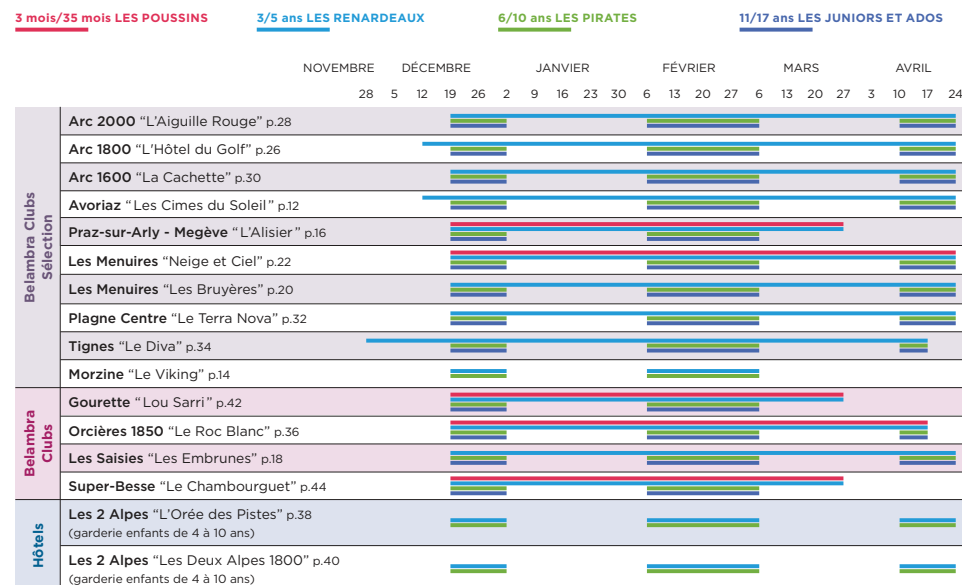 3 mois/35 mois LES POUSSINS 3/5 ans LES RENARDEAUX 6/10 ans LES PIRATES 11/17 ans LES JUNIORS ET ADOS
NOVEMBRE DÉCEMBRE JANVIER FÉVRIER MARS AVRIL
28 5 12 19 26 2 9 16 23 30 6 13 20 27 6 13 20 27 3 10 17 24
Belambra Clubs
Sélection
Arc 2000 “L’Aiguille Rouge” p.28
Arc 1800 “L'Hôtel du Golf” p.26
Arc 1600 “La Cachette” p.30
Avoriaz “Les Cimes du Soleil” p.12
Praz-sur-Arly - Megève “L’Alisier” p.16
Les Menuires “Neige et Ciel” p.22
Les Menuires “Les Bruyères” p.20
Plagne Centre “Le Terra Nova” p.32
Tignes “Le Diva” p.34
Morzine “Le Viking” p.14
Belambra
Clubs
Gourette “Lou Sarri” p.42
Orcières 1850 “Le Roc Blanc” p.36
Les Saisies “Les Embrunes” p.18
Super-Besse “Le Chambourguet” p.44
Hôtels
Les 2 Alpes “L’Orée des Pistes” p.38
(garderie enfants de 4 à 10 ans)
Les 2 Alpes “Les Deux Alpes 1800” p.40
(garderie enfants de 4 à 10 ans)